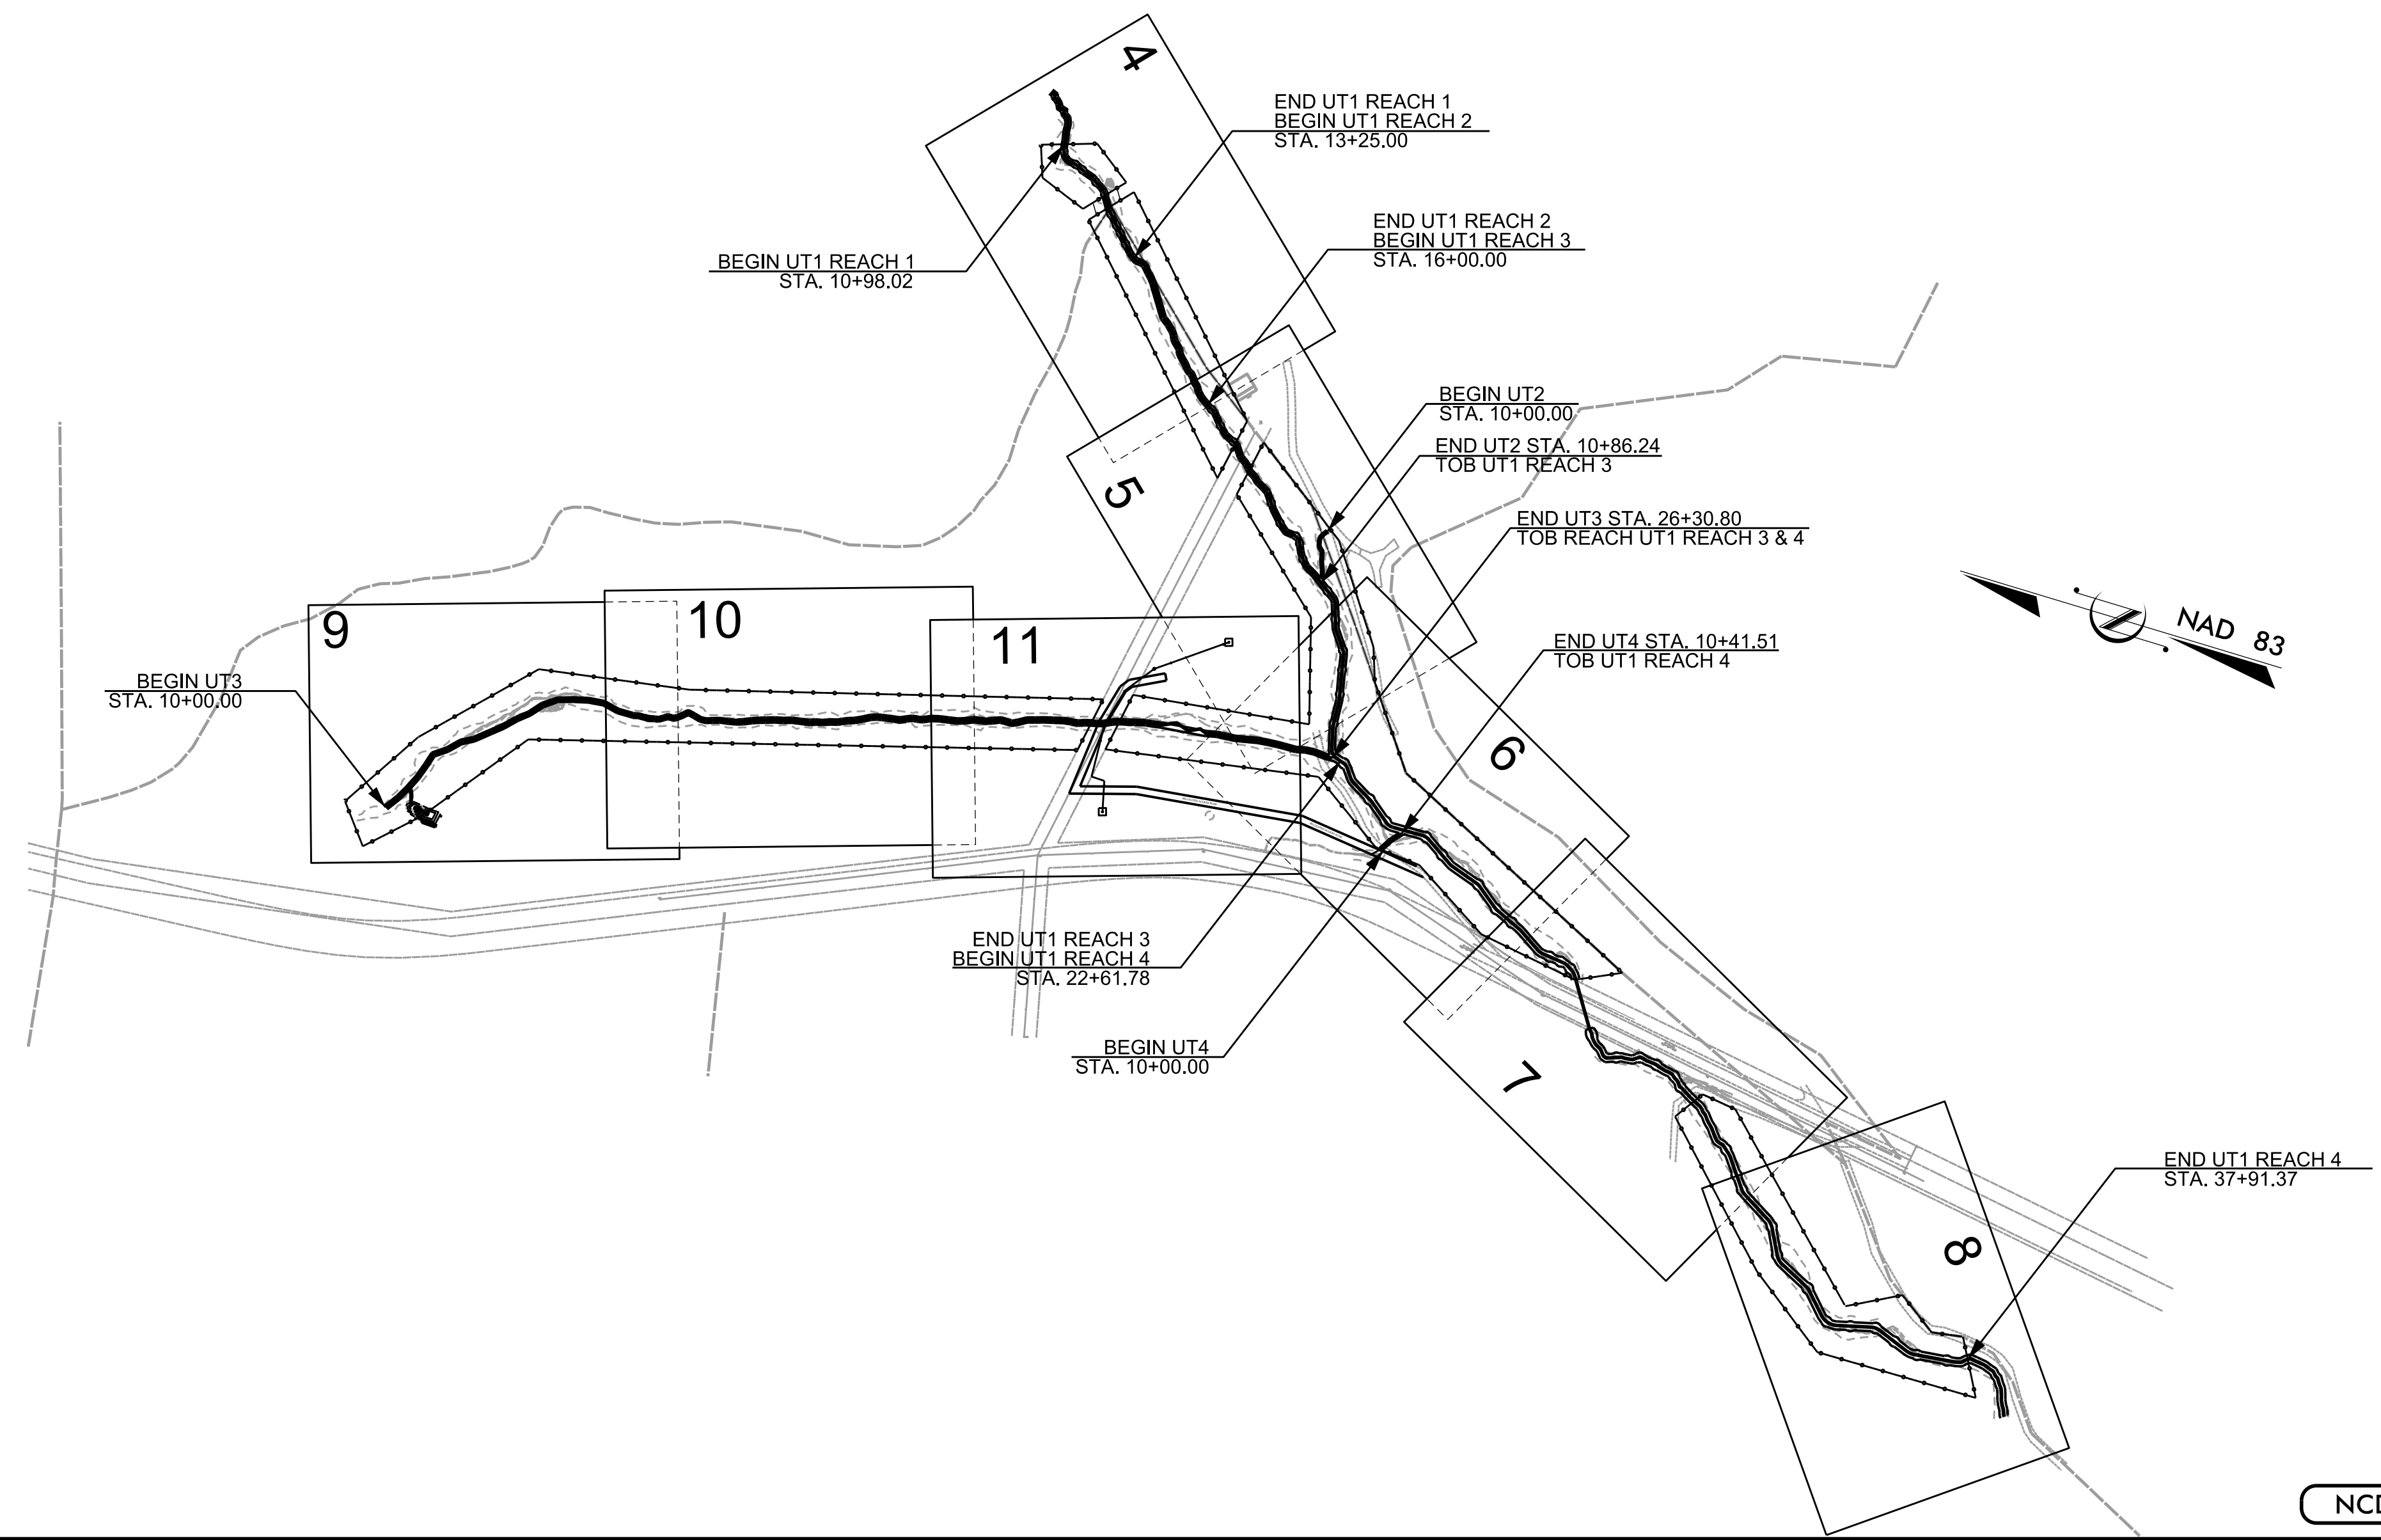 4
END UT1 REACH 1
BEGIN UT1 REACH 2
STA. 13+25.00
END UT1 REACH 2
BEGIN UT1 REACH 3
STA. 16+00.00
BEGIN UT1 REACH 1
STA. 10+98.02
BEGIN UT2
STA. 10+00.00
END UT2 STA. 10+86.24
TOB UT1 REACH 3
5
END UT3 STA. 26+30.80
TOB REACH UT1 REACH 3 & 4
9
10
11
NAD 83
END UT4 STA. 10+41.51
TOB UT1 REACH 4
BEGIN UT3
STA. 10+00.00
6
END UT1 REACH 3
BEGIN UT1 REACH 4
STA. 22+61.78
BEGIN UT4
STA. 10+00.00
7
END UT1 REACH 4
STA. 37+91.37
8